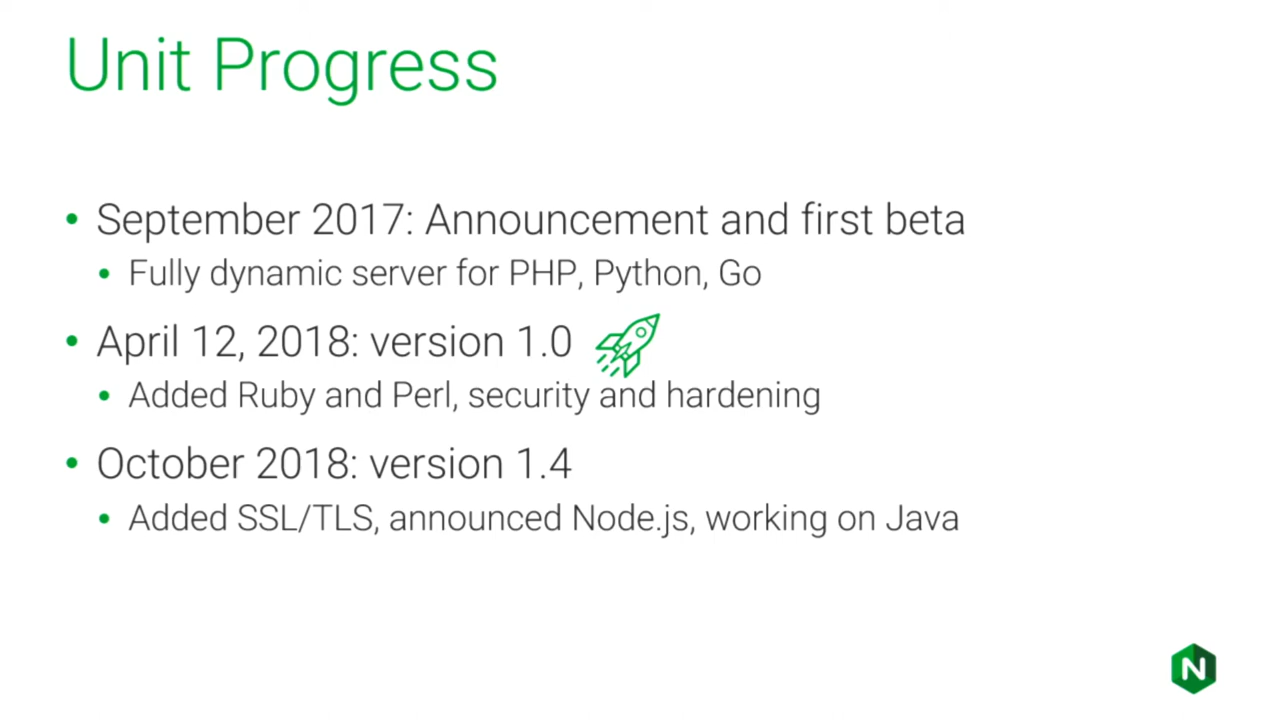 Unit Progress
• September 2017: Announcement and first beta
• Fully dynamic server for PHP, Python, Go
• April 12, 2018: version 1.0
• Added Ruby and Perl, security and hardening
• October 2018: version 1.4
• Added SSL/TLS, announced Node.js, working on Java
N